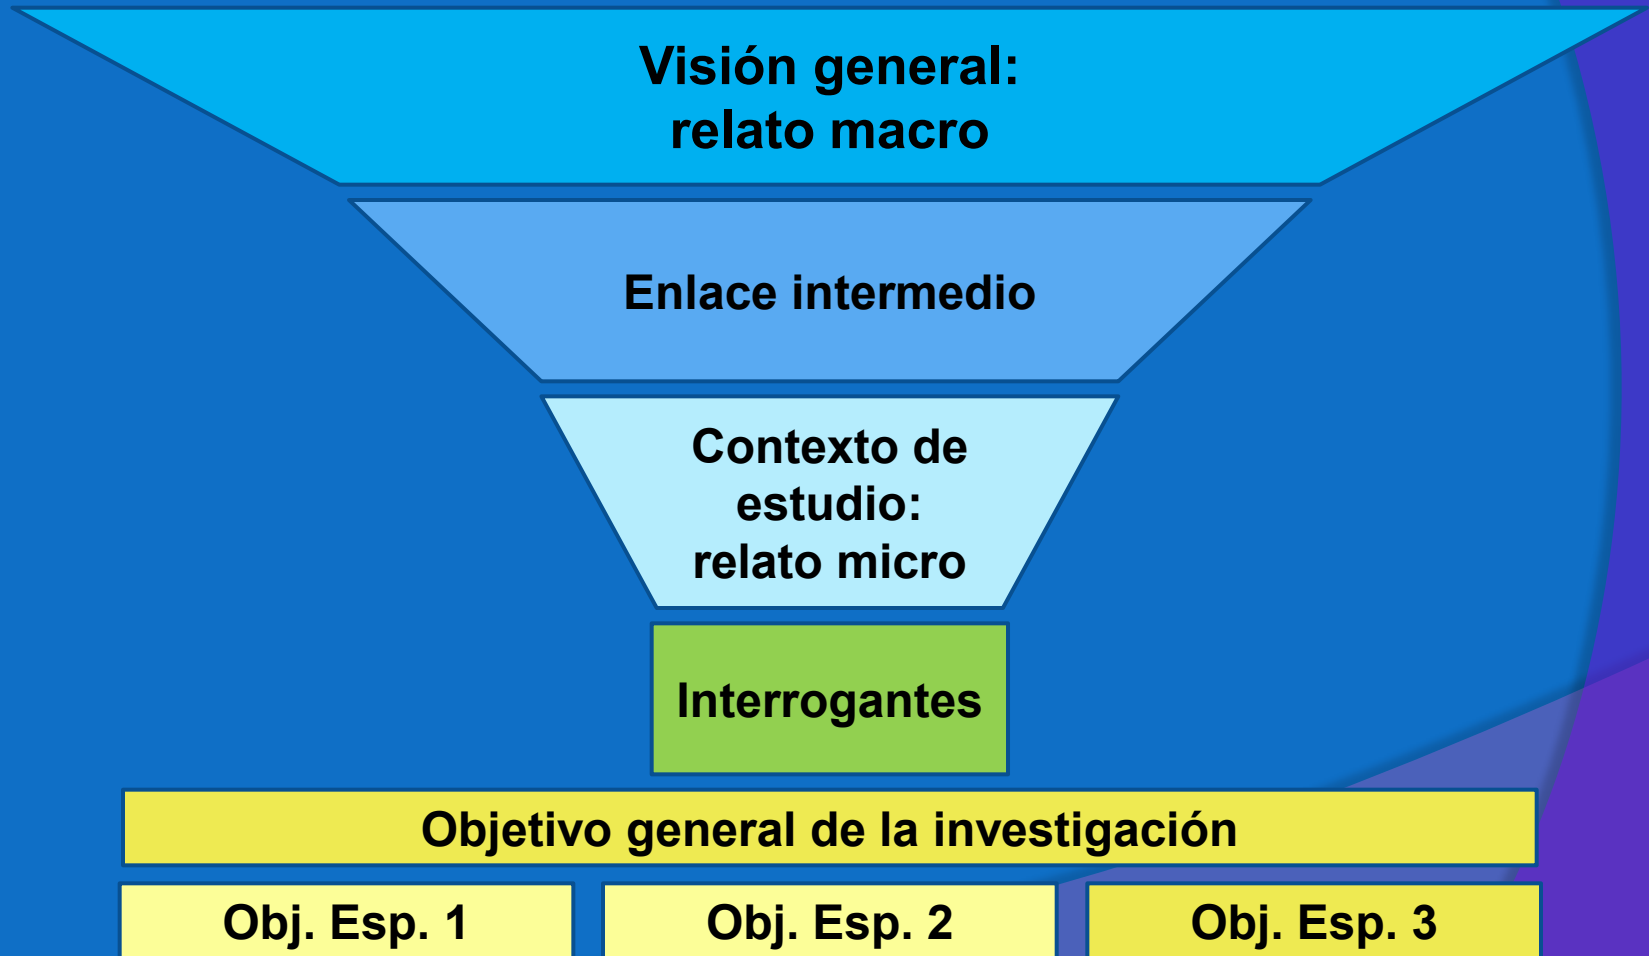 Visión general:
relato macro
Enlace intermedio
Contexto de
estudio:
relato micro
Interrogantes
Objetivo general de la investigación
Obj. Esp. 1
Obj. Esp. 2
Obj. Esp. 3